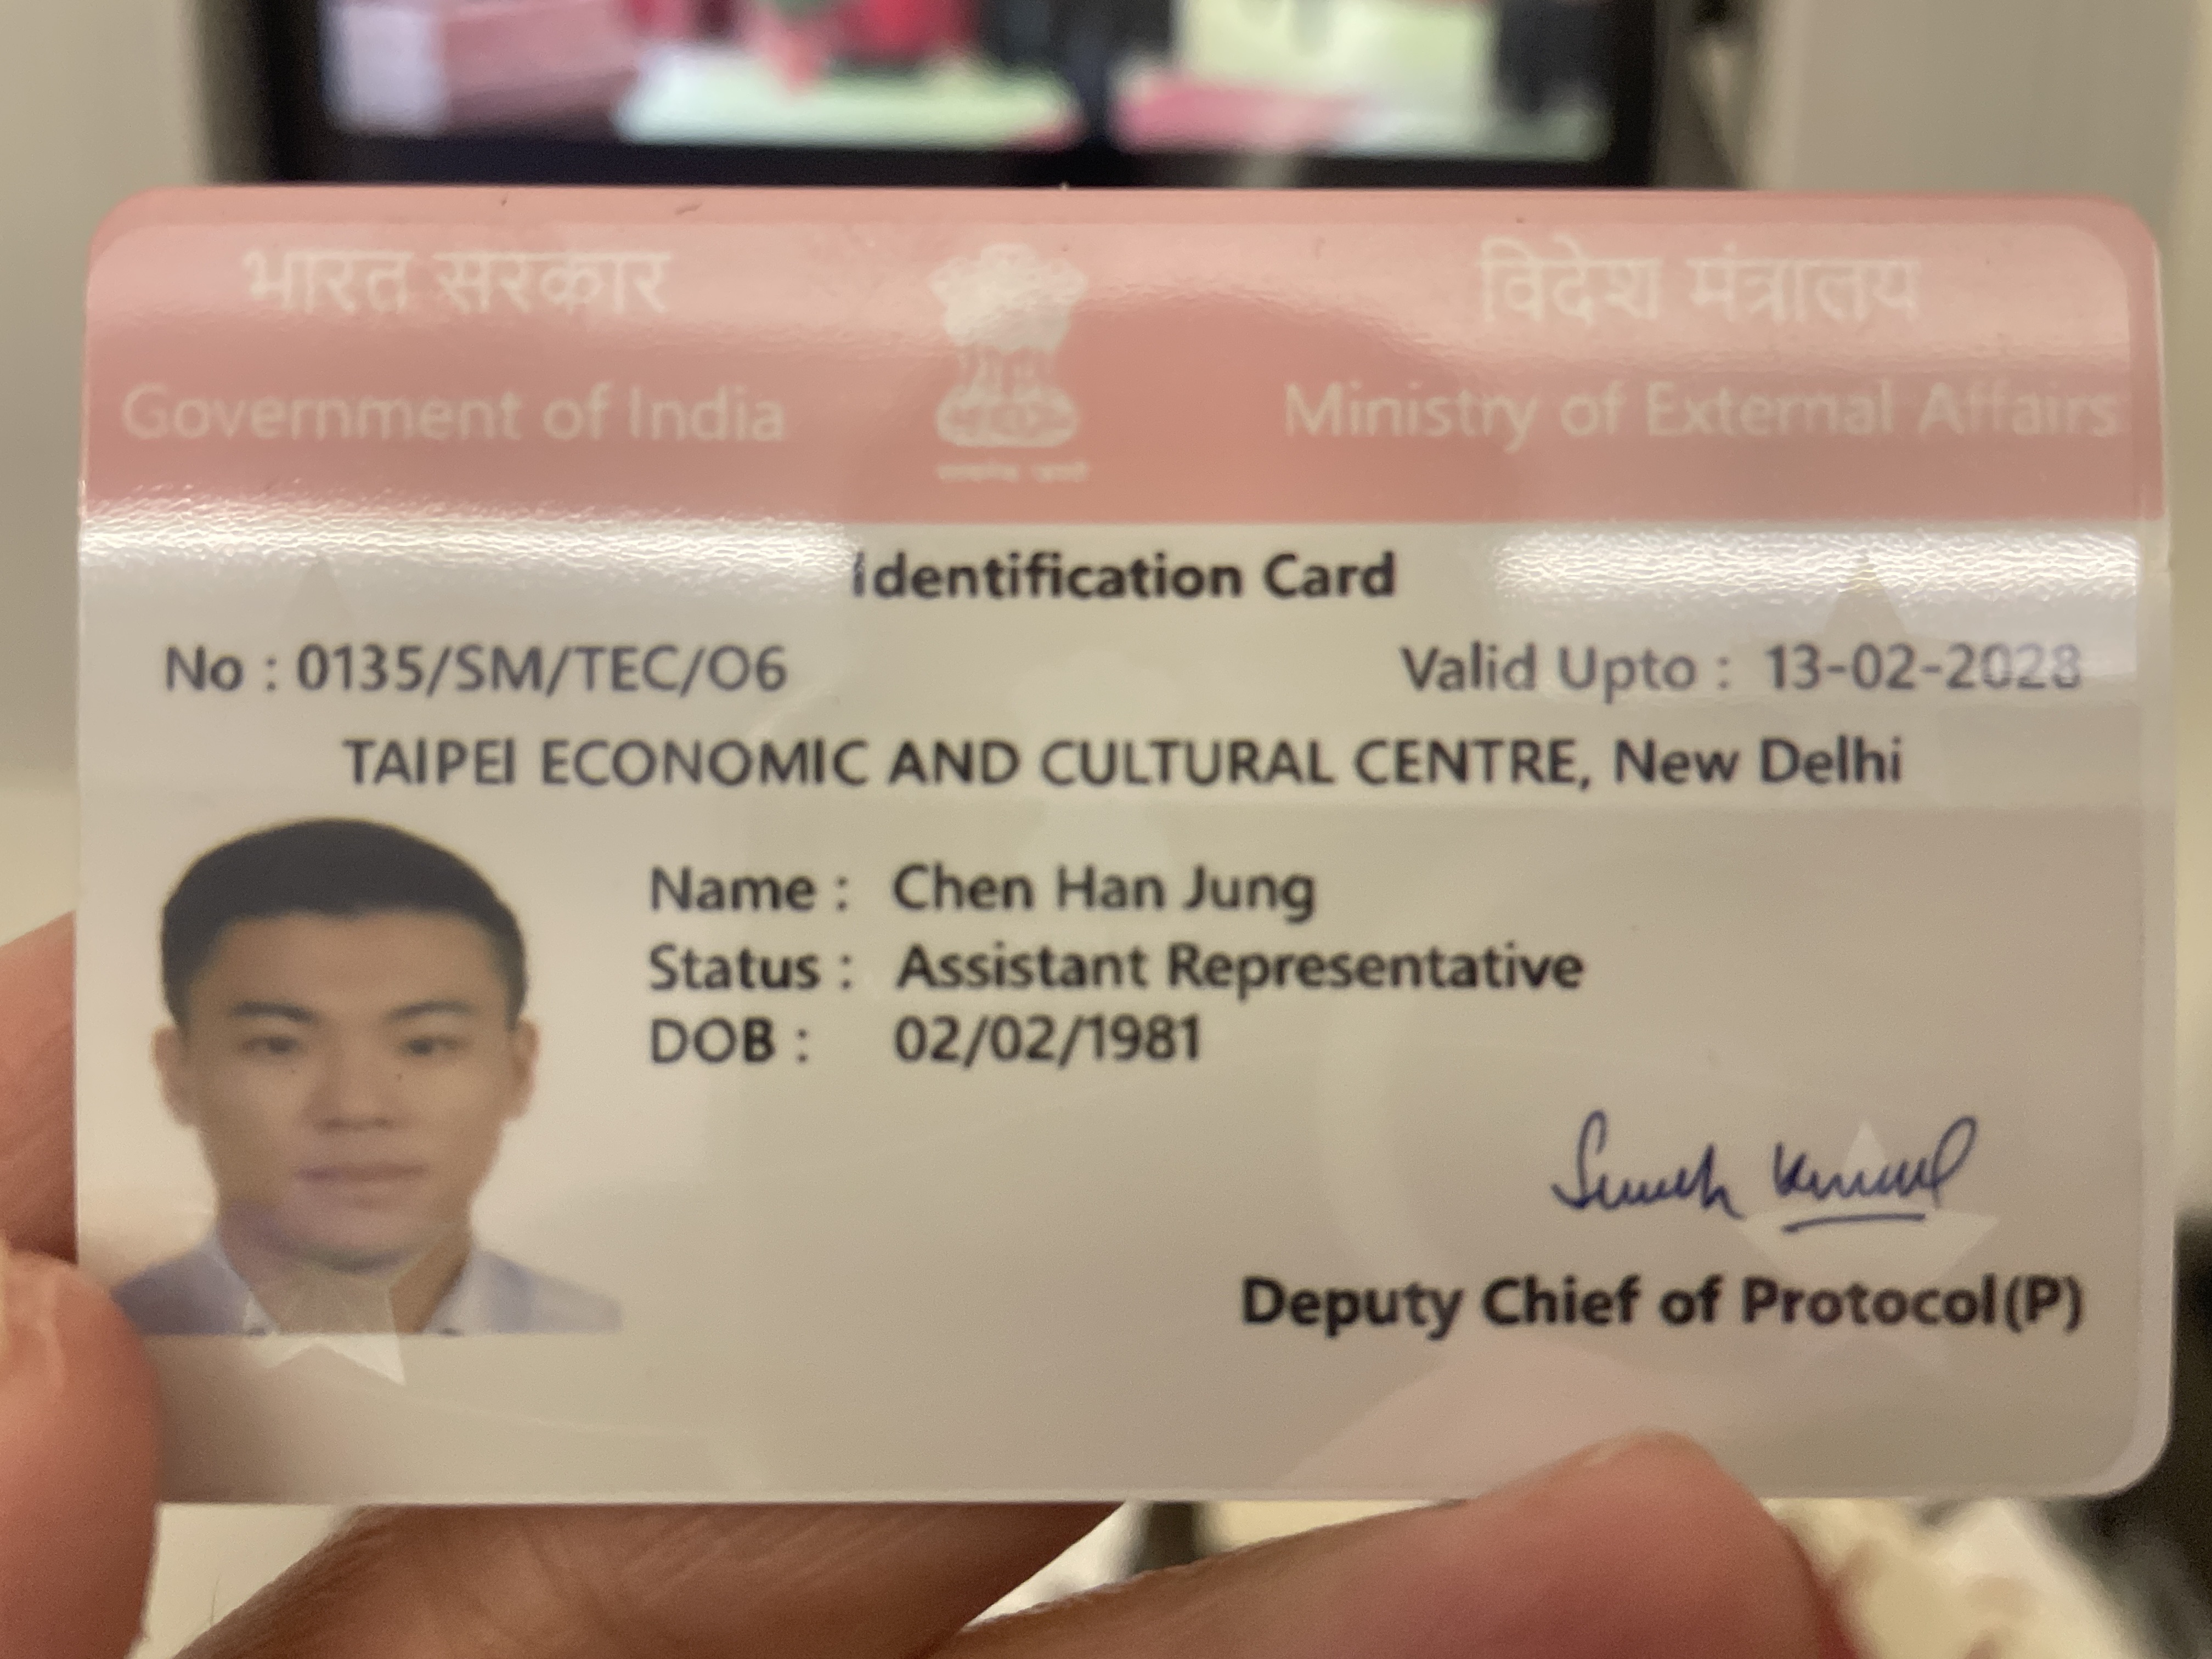 भारत सरकार
विदेश मंत्रालय
Government of India
Ministry of External Affairs
Identification Card
No : 0135/SM/TEC/O6
Valid Upto : 13-02-2028
TAIPEI ECONOMIC AND CULTURAL CENTRE, New Delhi
Name : Chen Han Jung
Status : Assistant Representative
DOB : 02/02/1981
Deputy Chief of Protocol(P)